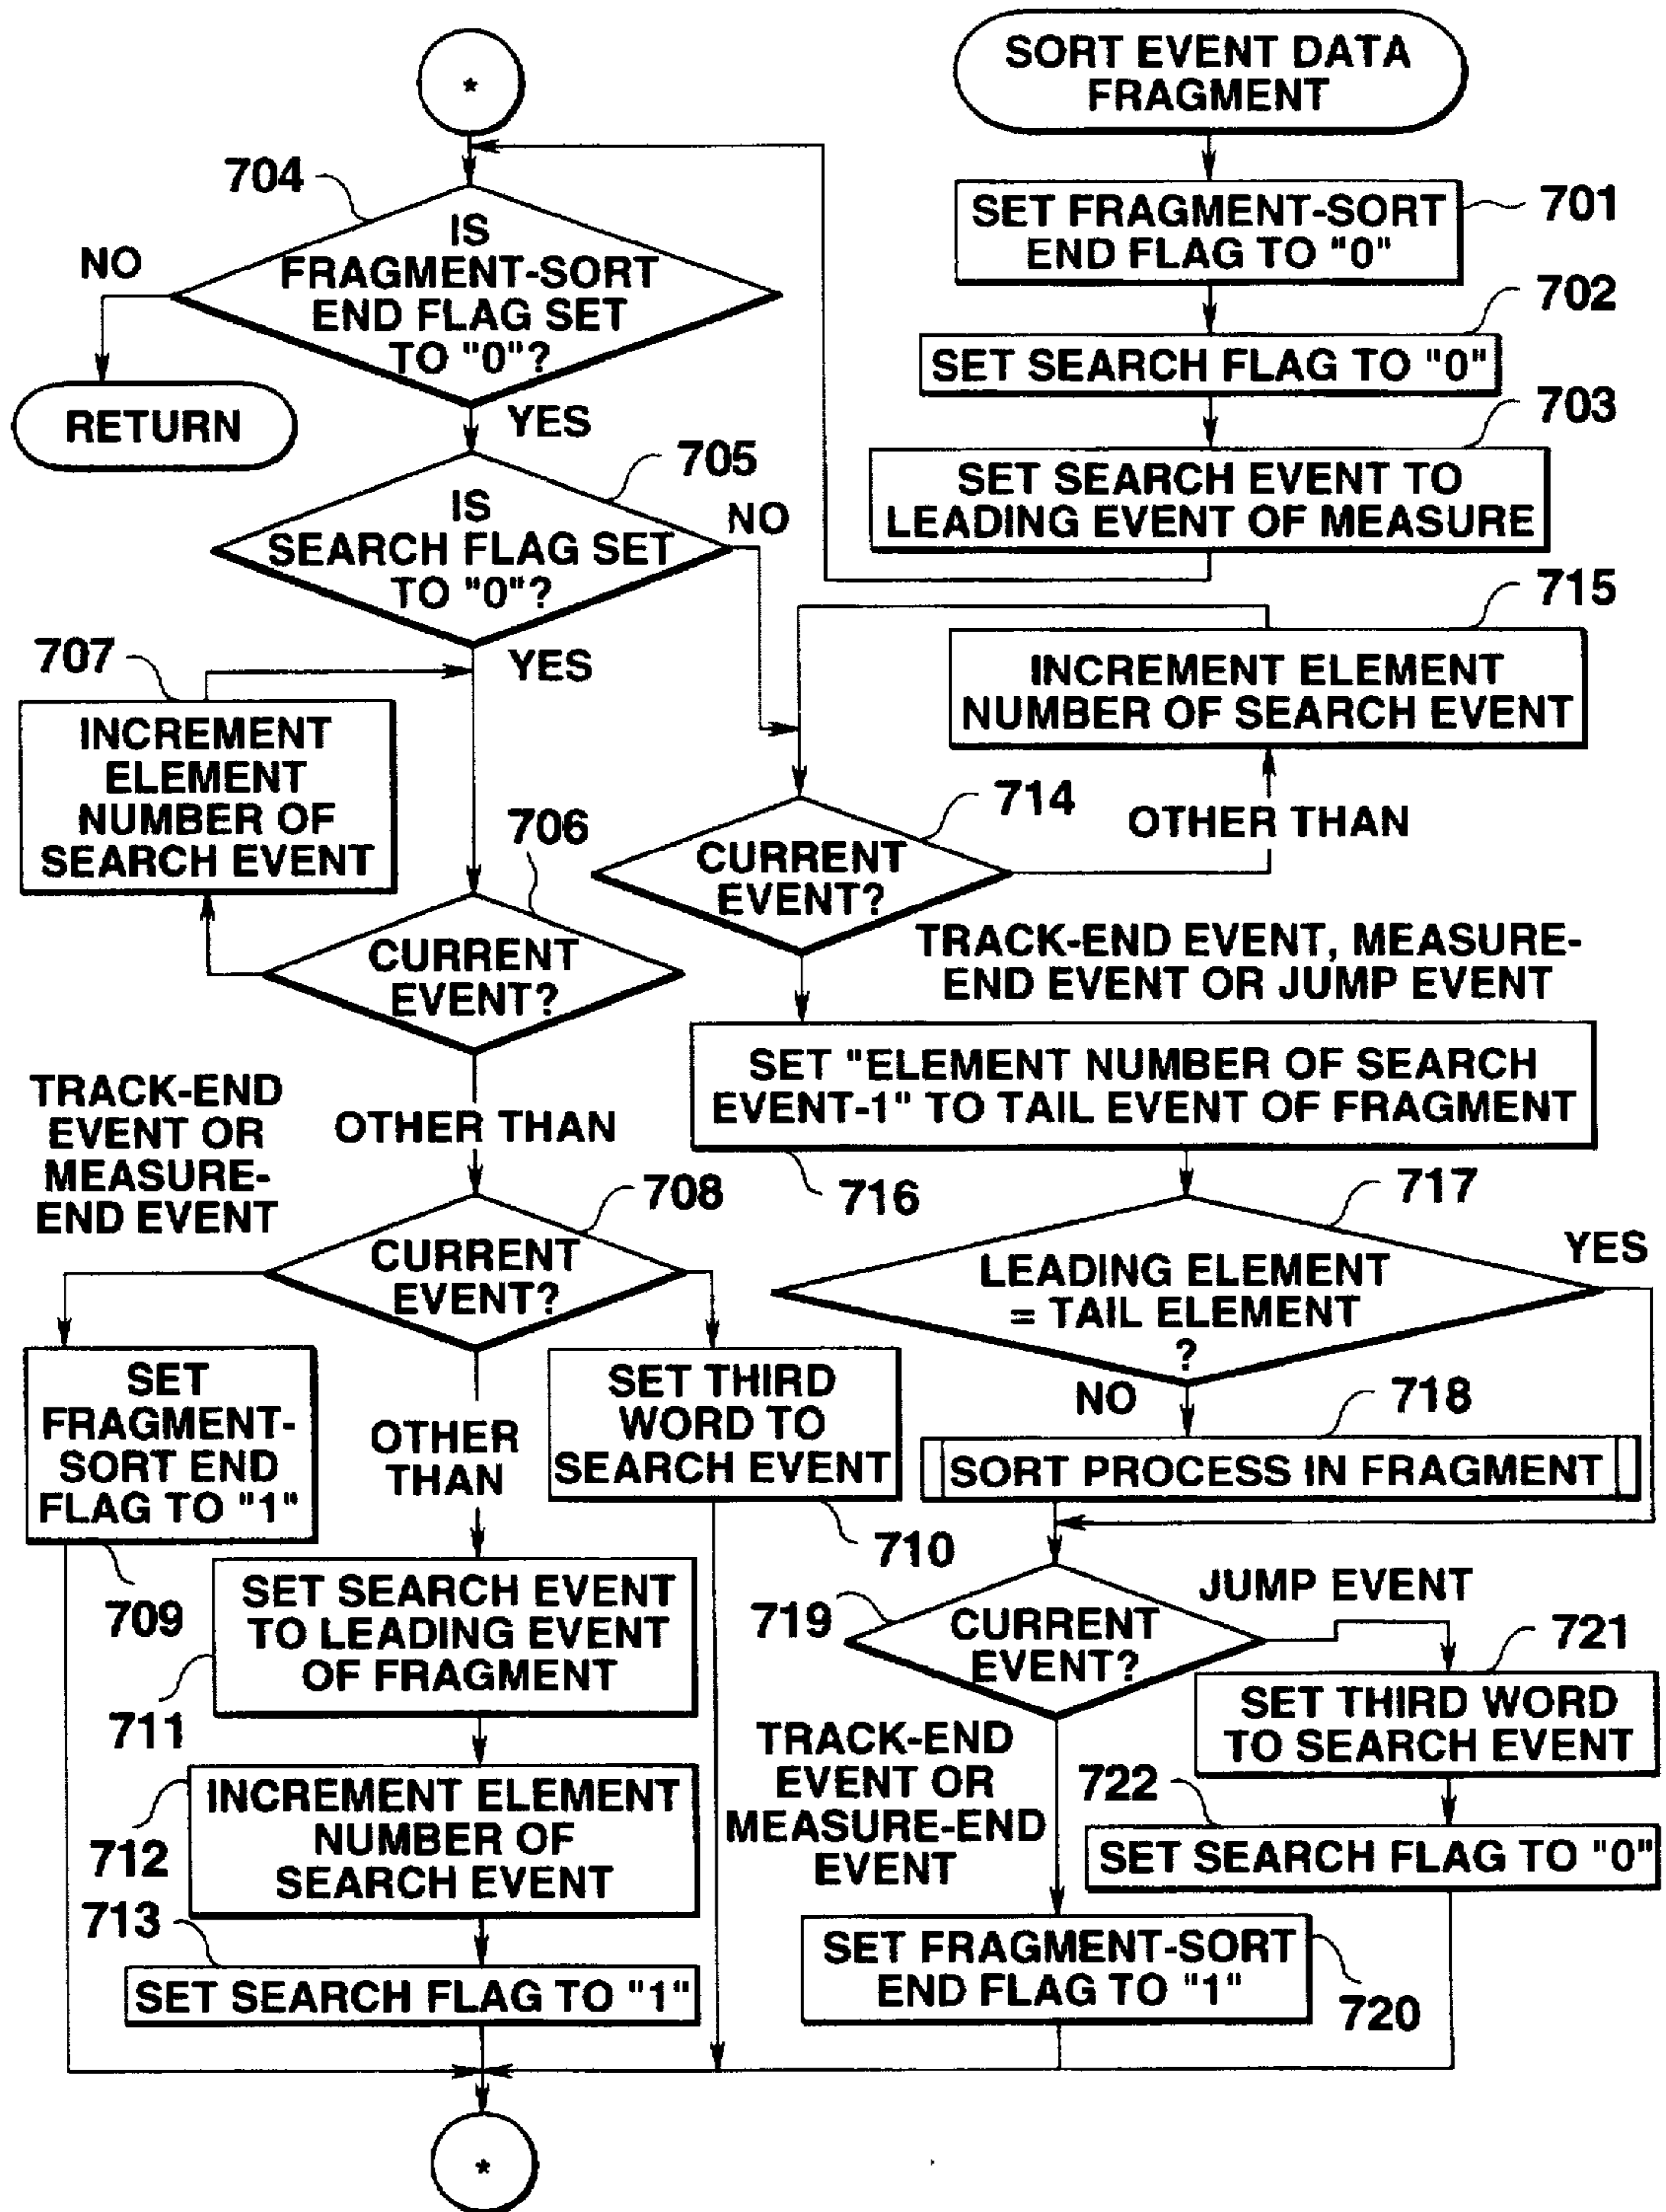 *
SORT EVENT DATA
FRAGMENT
701
SET FRAGMENT-SORT
END FLAG TO "0"
702
SET SEARCH FLAG TO "0"
703
SET SEARCH EVENT TO
LEADING EVENT OF MEASURE
704
IS
FRAGMENT-SORT
END FLAG SET
TO "0"?
NO
RETURN
YES
705
IS
SEARCH FLAG SET
TO "0"?
NO
YES
707
INCREMENT
ELEMENT
NUMBER OF
SEARCH EVENT
706
CURRENT
EVENT?
OTHER THAN
715
INCREMENT ELEMENT
NUMBER OF SEARCH EVENT
714
CURRENT
EVENT?
OTHER THAN
TRACK-END EVENT, MEASURE-
END EVENT OR JUMP EVENT
SET "ELEMENT NUMBER OF SEARCH
EVENT-1" TO TAIL EVENT OF FRAGMENT
716
TRACK-END
EVENT OR
MEASURE-
END EVENT
708
CURRENT
EVENT?
SET
FRAGMENT-
SORT END
FLAG TO "1"
709
OTHER
THAN
SET THIRD
WORD TO
SEARCH EVENT
710
SET SEARCH EVENT
TO LEADING EVENT
OF FRAGMENT
711
INCREMENT ELEMENT
NUMBER OF
SEARCH EVENT
712
713
SET SEARCH FLAG TO "1"
717
LEADING ELEMENT
= TAIL ELEMENT
?
YES
NO
718
SORT PROCESS IN FRAGMENT
719
CURRENT
EVENT?
JUMP EVENT
721
SET THIRD WORD
TO SEARCH EVENT
722
SET SEARCH FLAG TO "0"
TRACK-END
EVENT OR
MEASURE-END
EVENT
SET FRAGMENT-SORT
END FLAG TO "1"
720
*